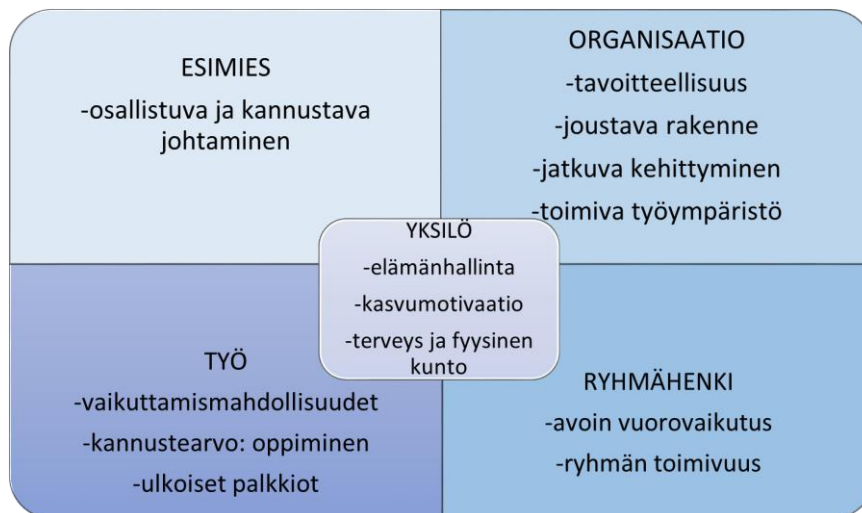 ESIMIES
-osallistuva ja kannustava
johtaminen
ORGANISAATIO
-tavoitteellisuus
-joustava rakenne
-jatkuva kehittyminen
-toimiva työympäristö
YKSILÖ
-elämänhallinta
-kasvumotivaatio
-terveys ja fyysinen
kunto
TYÖ
-vaikuttamismahdollisuudet
-kannustearvo: oppiminen
-ulkoiset palkkiot
RYHMÄHENKI
-avoin vuorovaikutus
-ryhmän toimivuus